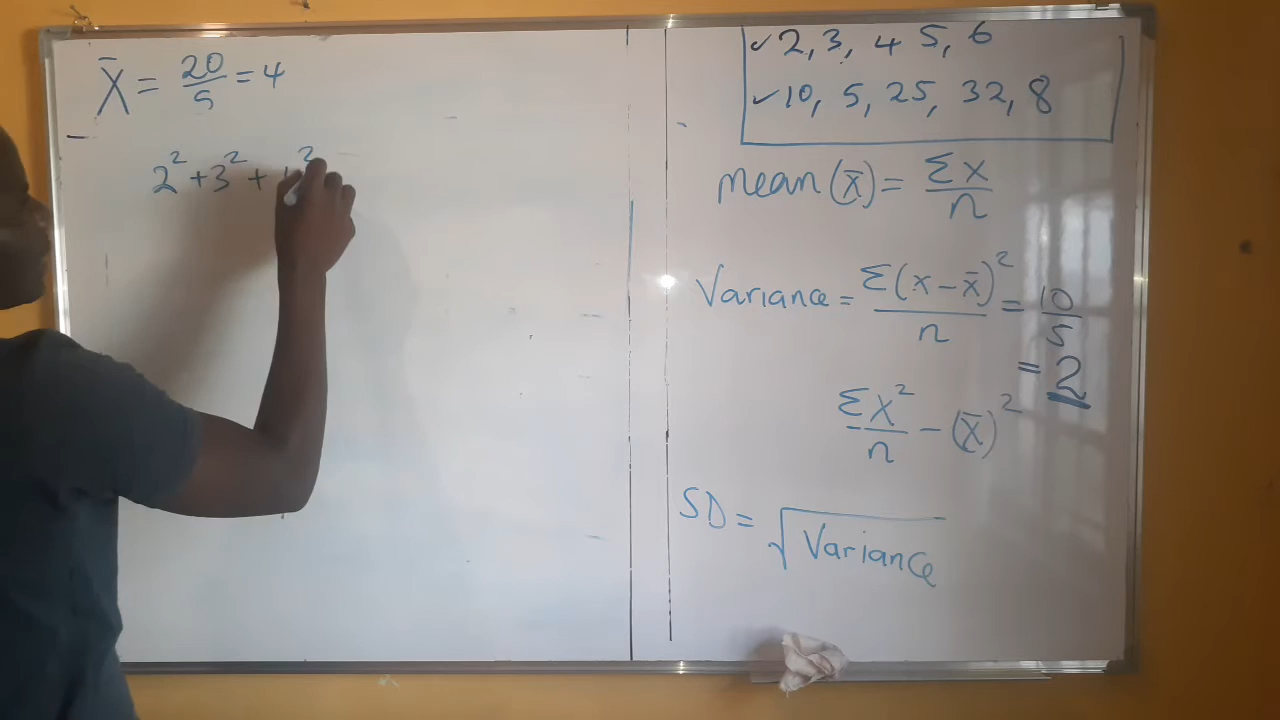 X̄ = 20/5 = 4
2² + 3² + 4²
✓2, 3, 4 5, 6
✓10, 5, 25, 32, 8
mean (x̄) = Σx/n
Variance = Σ(x-x̄)²/n = 10/5
= 2
Σx²/n - (x̄)²
SD = √Variance